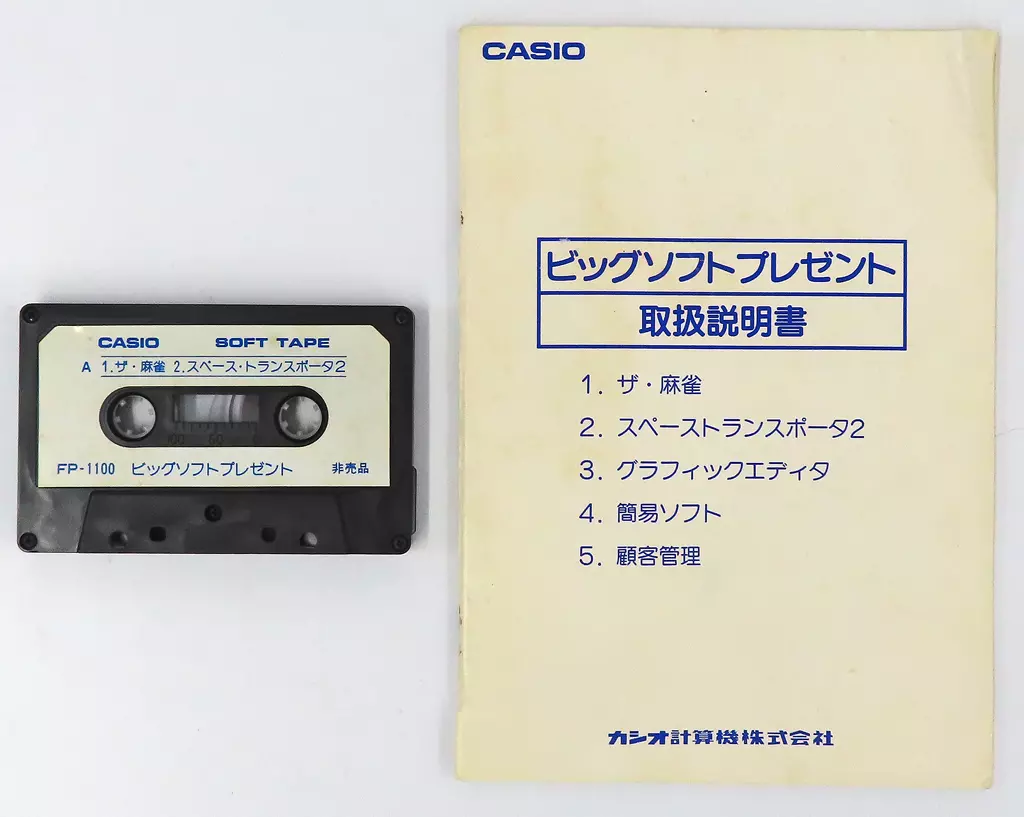 CASIO SOFT TAPE
A 1.ザ・麻雀 2.スペース・トランスポータ2
100 50 0
FP-1100 ビッグソフトプレゼント 非売品
CASIO
ビッグソフトプレゼント
取扱説明書
1. ザ・麻雀
2. スペーストランスポータ2
3. グラフィックエディタ
4. 簡易ソフト
5. 顧客管理
カシオ計算機株式会社